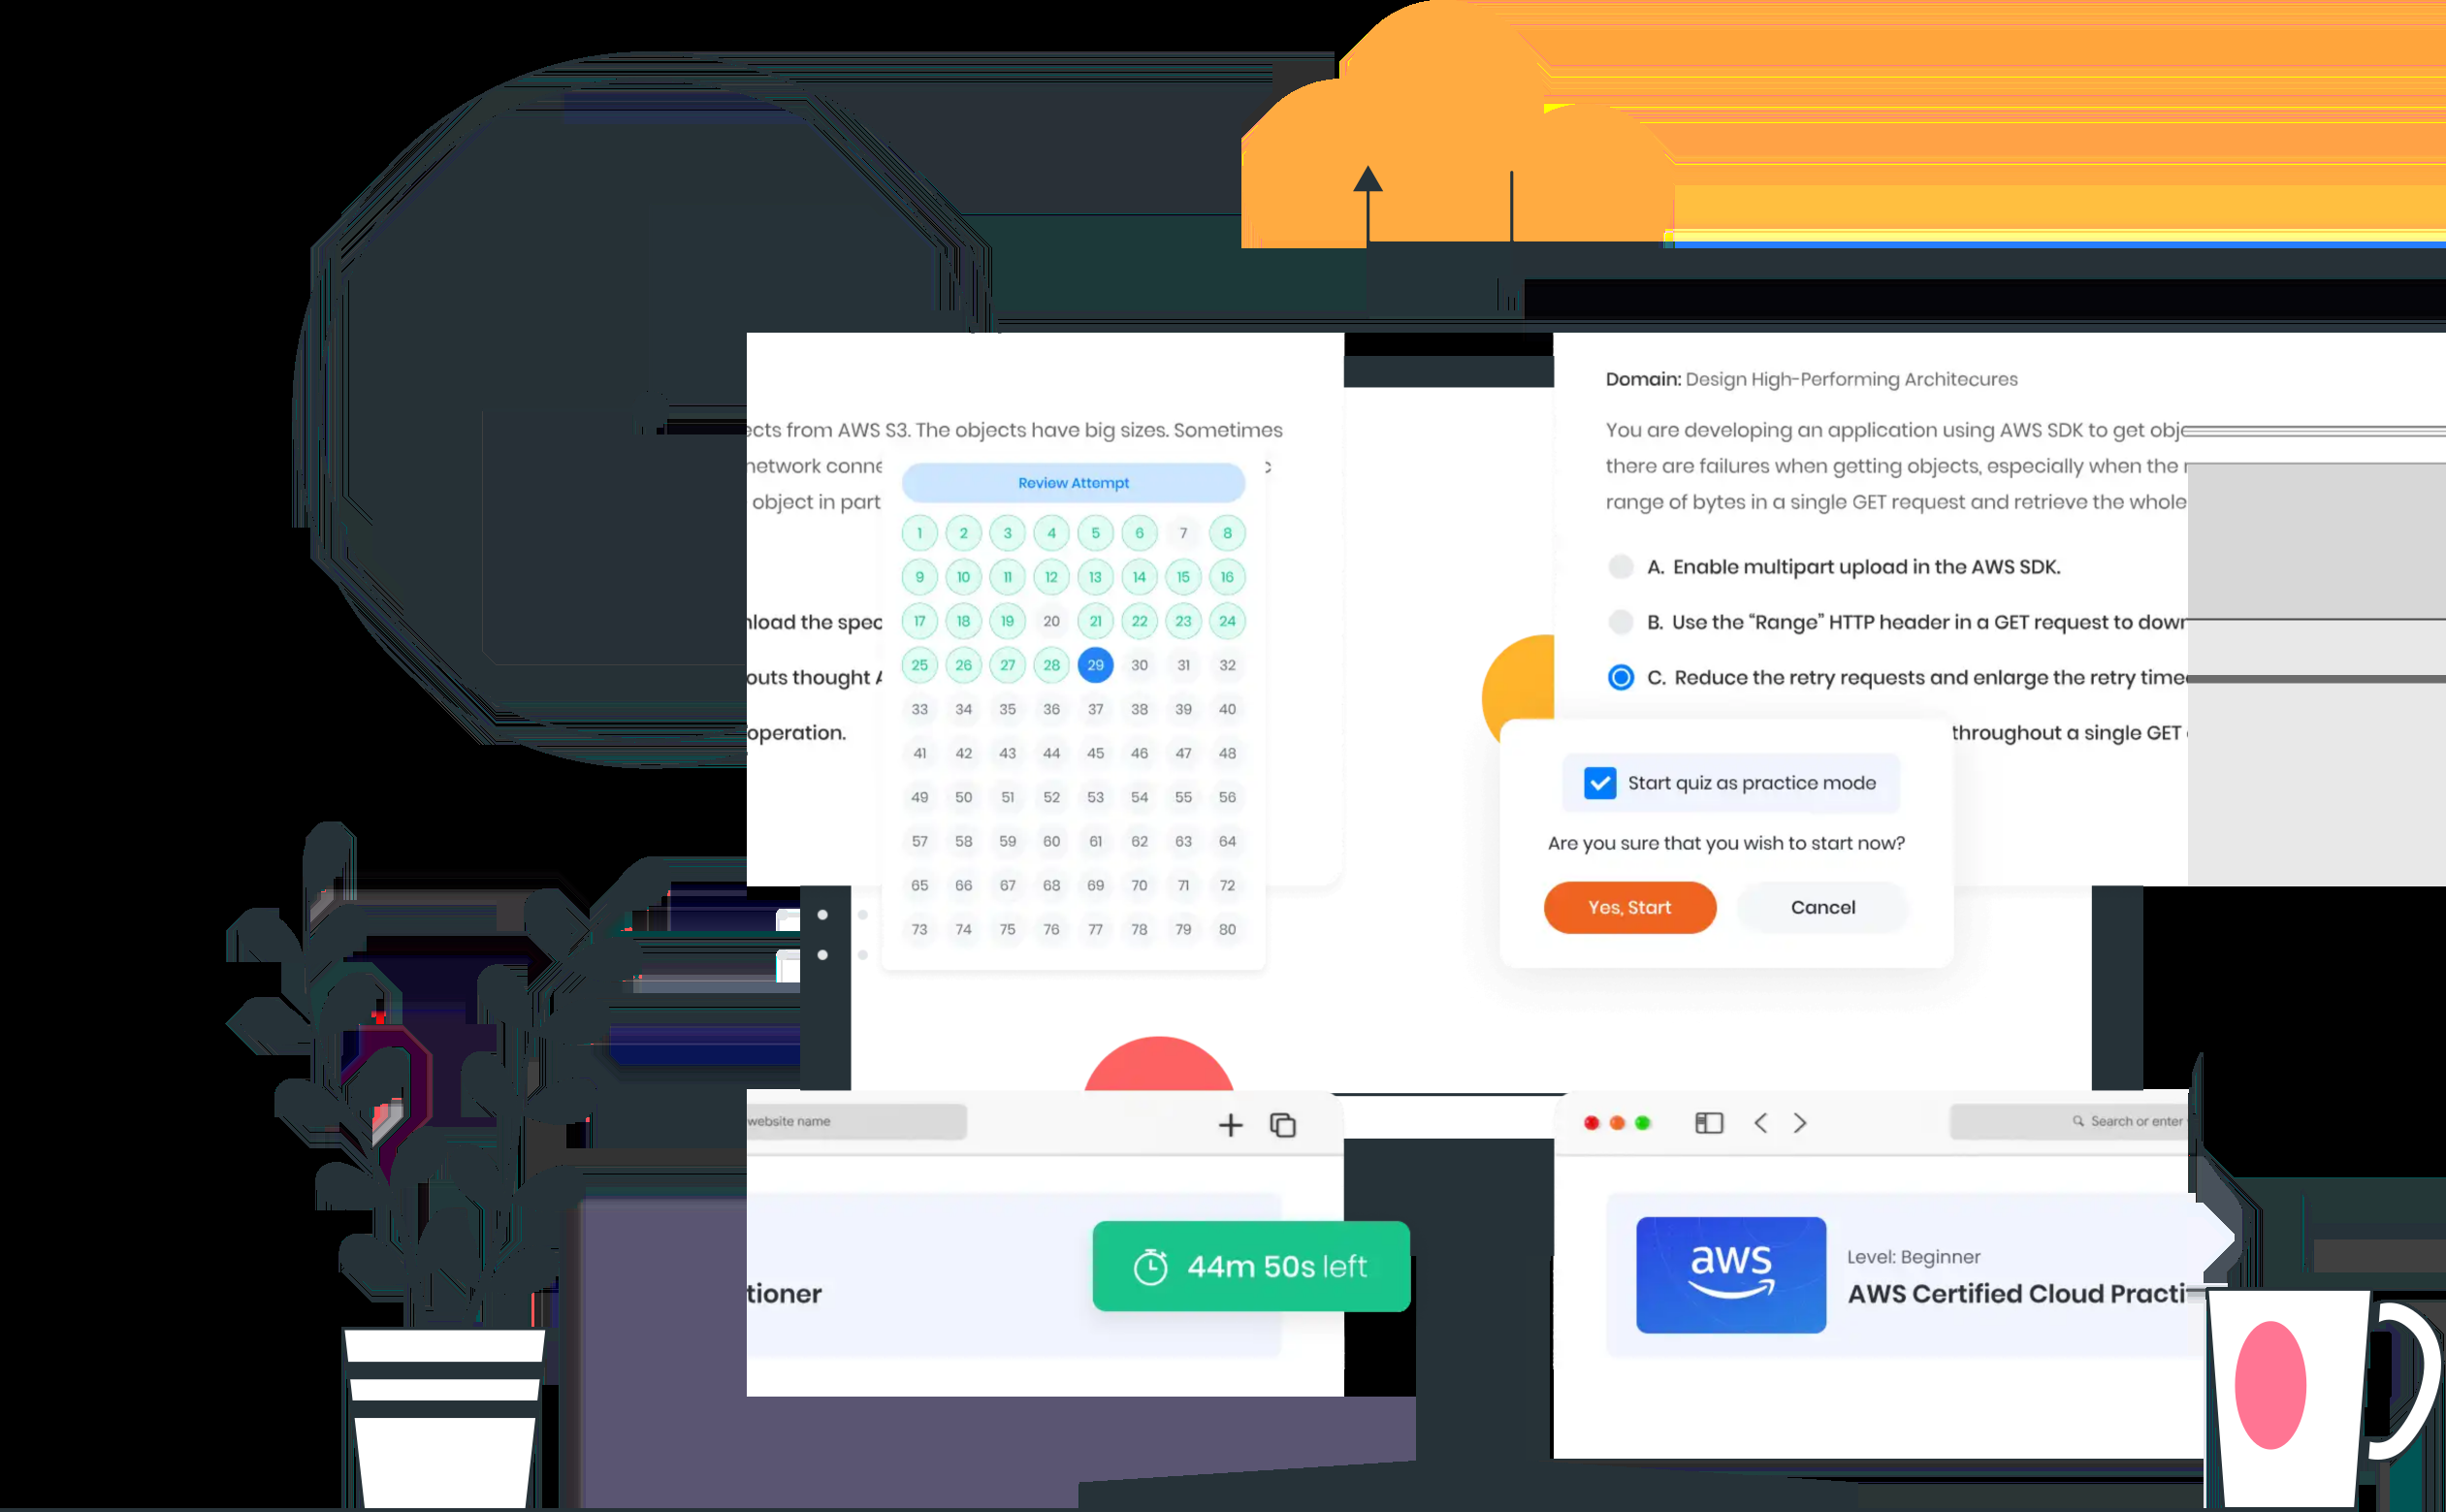 Domain: Design High-Performing Architecures
ects from AWS S3. The objects have big sizes. Sometimes
network conne
object in part
nload the spec
outs thought A
operation.
Review Attempt
1 2 3 4 5 6 7 8
9 10 11 12 13 14 15 16
17 18 19 20 21 22 23 24
25 26 27 28 29 30 31 32
33 34 35 36 37 38 39 40
41 42 43 44 45 46 47 48
49 50 51 52 53 54 55 56
57 58 59 60 61 62 63 64
65 66 67 68 69 70 71 72
73 74 75 76 77 78 79 80
You are developing an application using AWS SDK to get obje
there are failures when getting objects, especially when the
range of bytes in a single GET request and retrieve the whole
A. Enable multipart upload in the AWS SDK.
B. Use the “Range” HTTP header in a GET request to down
C. Reduce the retry requests and enlarge the retry time
throughout a single GET
Start quiz as practice mode
Are you sure that you wish to start now?
Yes, Start
Cancel
website name
tioner
44m 50s left
Search or enter
aws
Level: Beginner
AWS Certified Cloud Practi